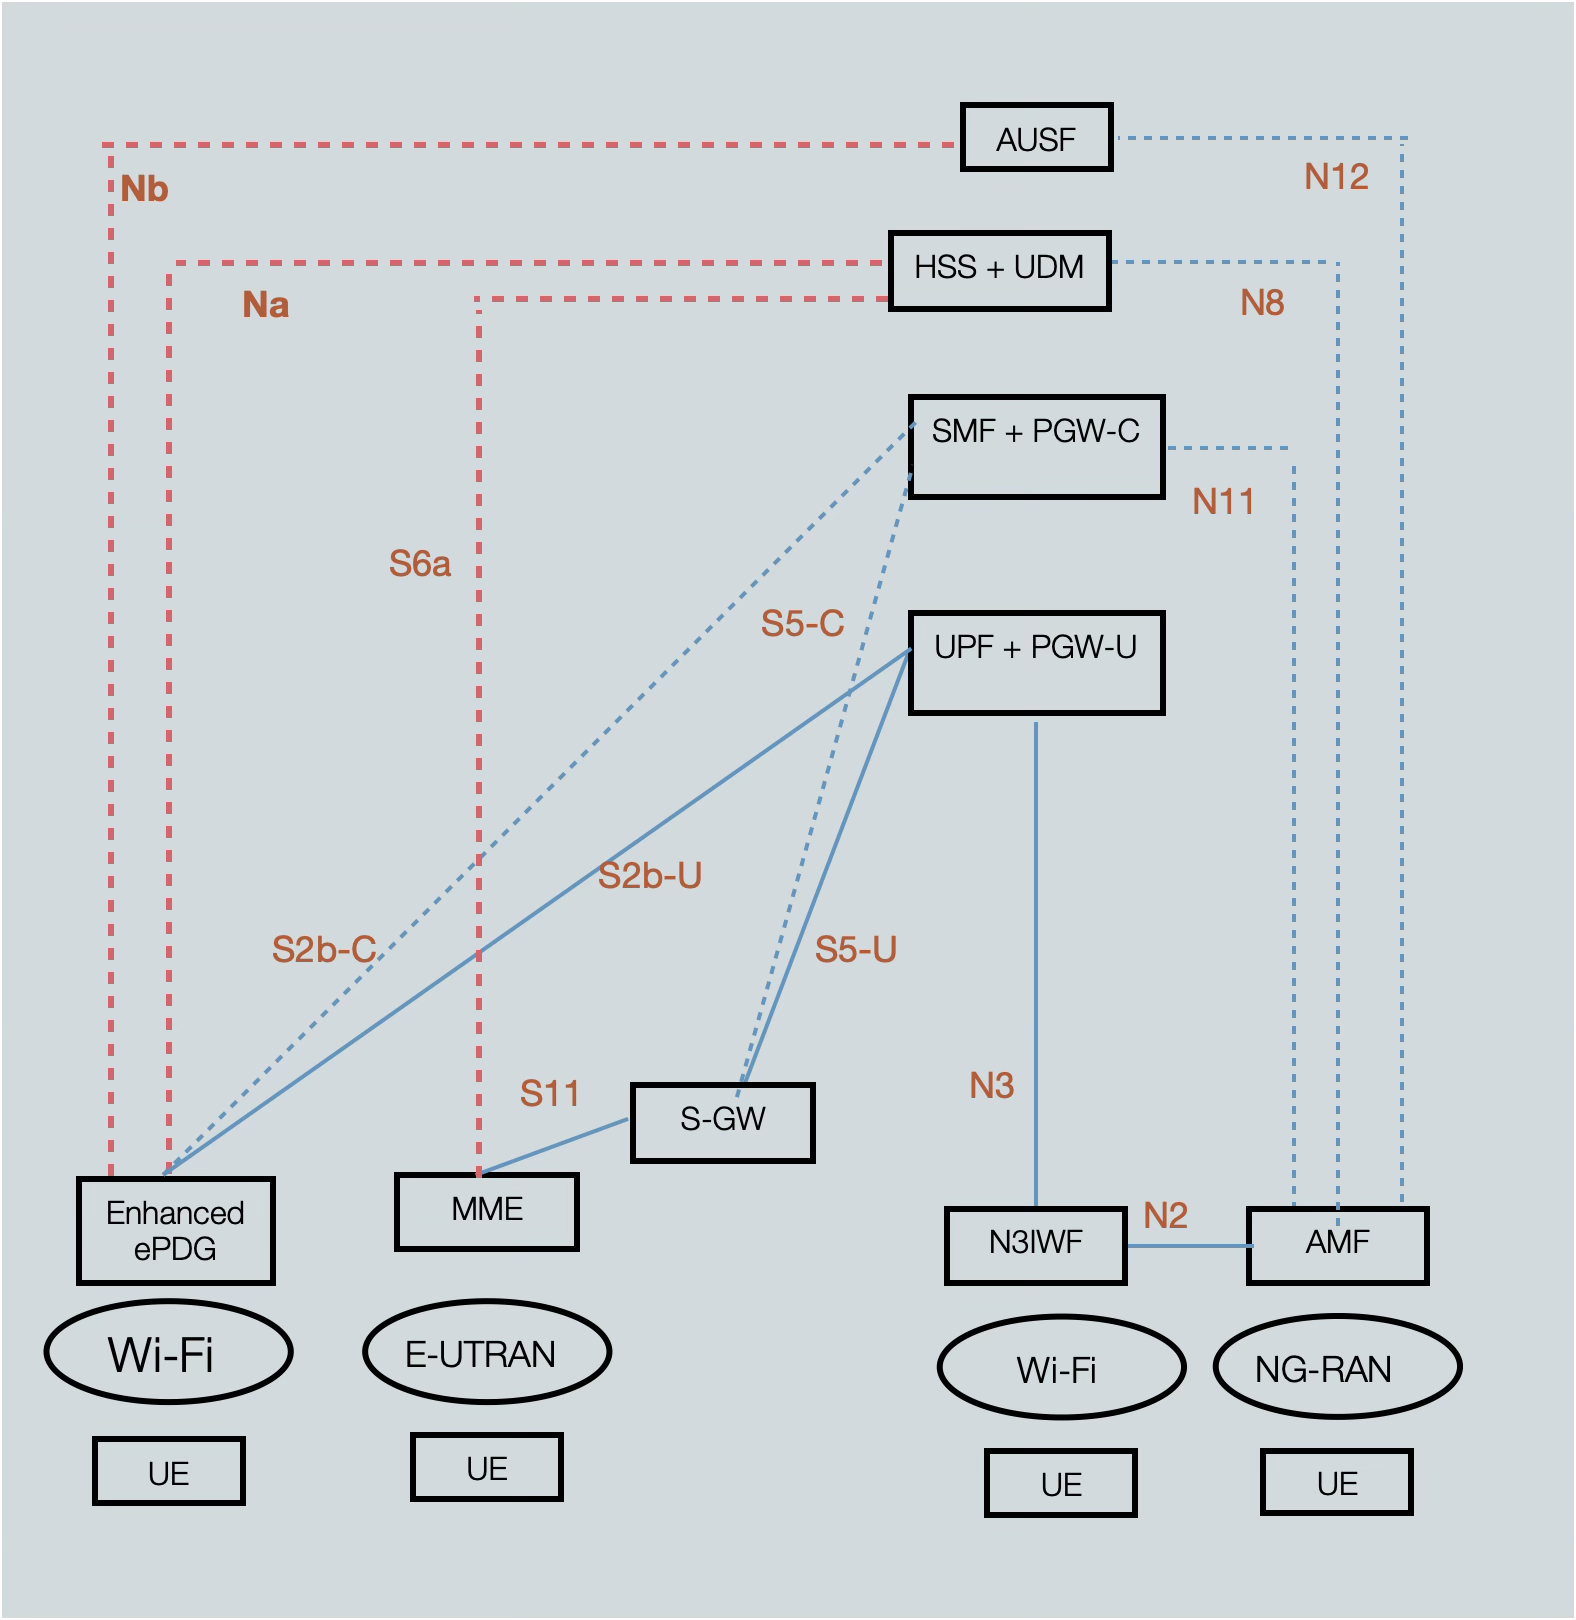 AUSF
Nb
N12
HSS + UDM
Na
N8
SMF + PGW-C
N11
S6a
S5-C
UPF + PGW-U
S2b-U
S2b-C
S5-U
N3
S11
S-GW
Enhanced
ePDG
MME
N2
N3IWF
AMF
Wi-Fi
E-UTRAN
Wi-Fi
NG-RAN
UE
UE
UE
UE